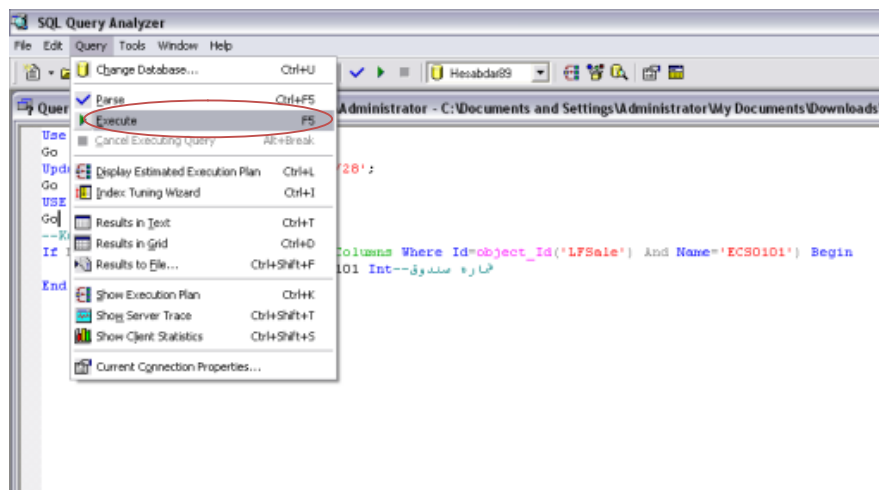 SQL Query Analyzer
File Edit Query Tools Window Help
Hesabdar89
Change Database... Ctrl+U
Parse Ctrl+F5
Execute F5
Cancel Executing Query Alt+Break
Display Estimated Execution Plan Ctrl+L
Index Tuning Wizard Ctrl+I
Results in Text Ctrl+T
Results in Grid Ctrl+D
Results to File... Ctrl+Shift+F
Show Execution Plan Ctrl+K
Show Server Trace Ctrl+Shift+T
Show Client Statistics Ctrl+Shift+S
Current Connection Properties...
Quer Administrator - C:\Documents and Settings\Administrator\My Documents\Downloads
Use
Go
Upd /28';
Go
USE
Go
--K
If Columns Where Id=object_Id('LFSale') And Name='ECS0101') Begin
101 Int--صندوق
End